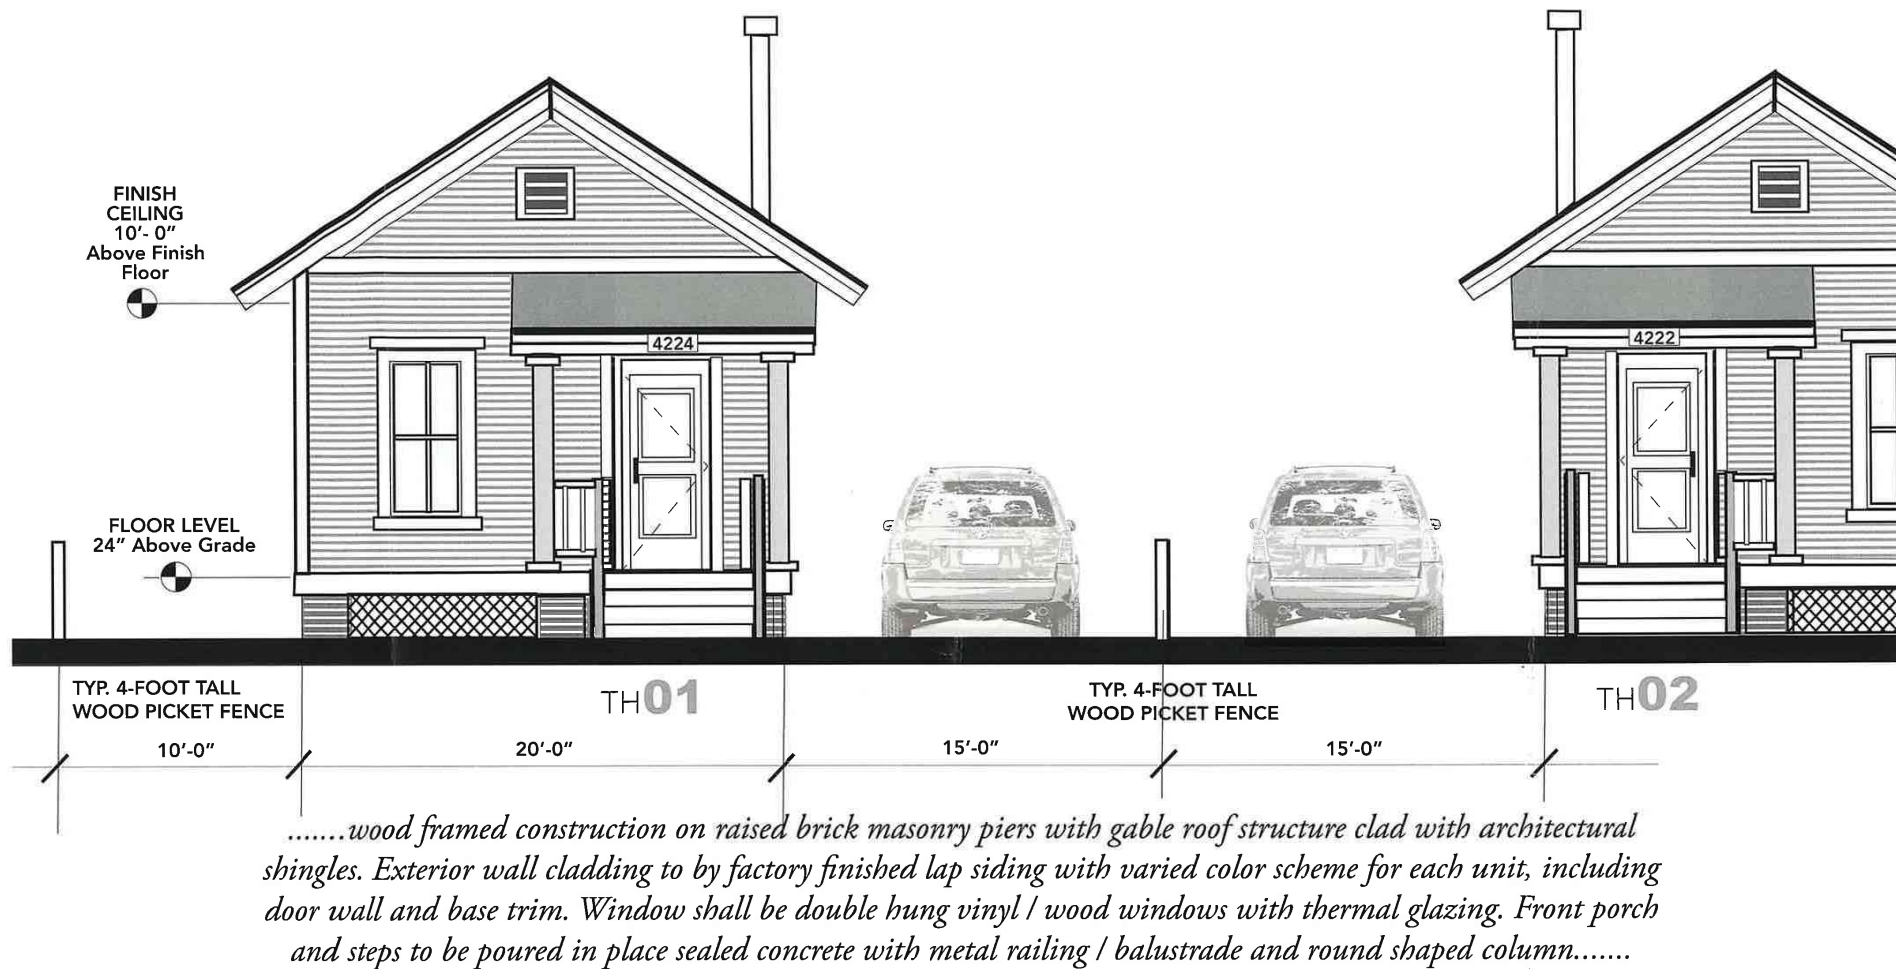 FINISH
CEILING
10'- 0"
Above Finish
Floor
4224
4222
FLOOR LEVEL
24" Above Grade
TYP. 4-FOOT TALL
WOOD PICKET FENCE
TH01
TYP. 4-FOOT TALL
WOOD PICKET FENCE
TH02
10'-0"
20'-0"
15'-0"
15'-0"
.......wood framed construction on raised brick masonry piers with gable roof structure clad with architectural
shingles. Exterior wall cladding to by factory finished lap siding with varied color scheme for each unit, including
door wall and base trim. Window shall be double hung vinyl / wood windows with thermal glazing. Front porch
and steps to be poured in place sealed concrete with metal railing / balustrade and round shaped column.......